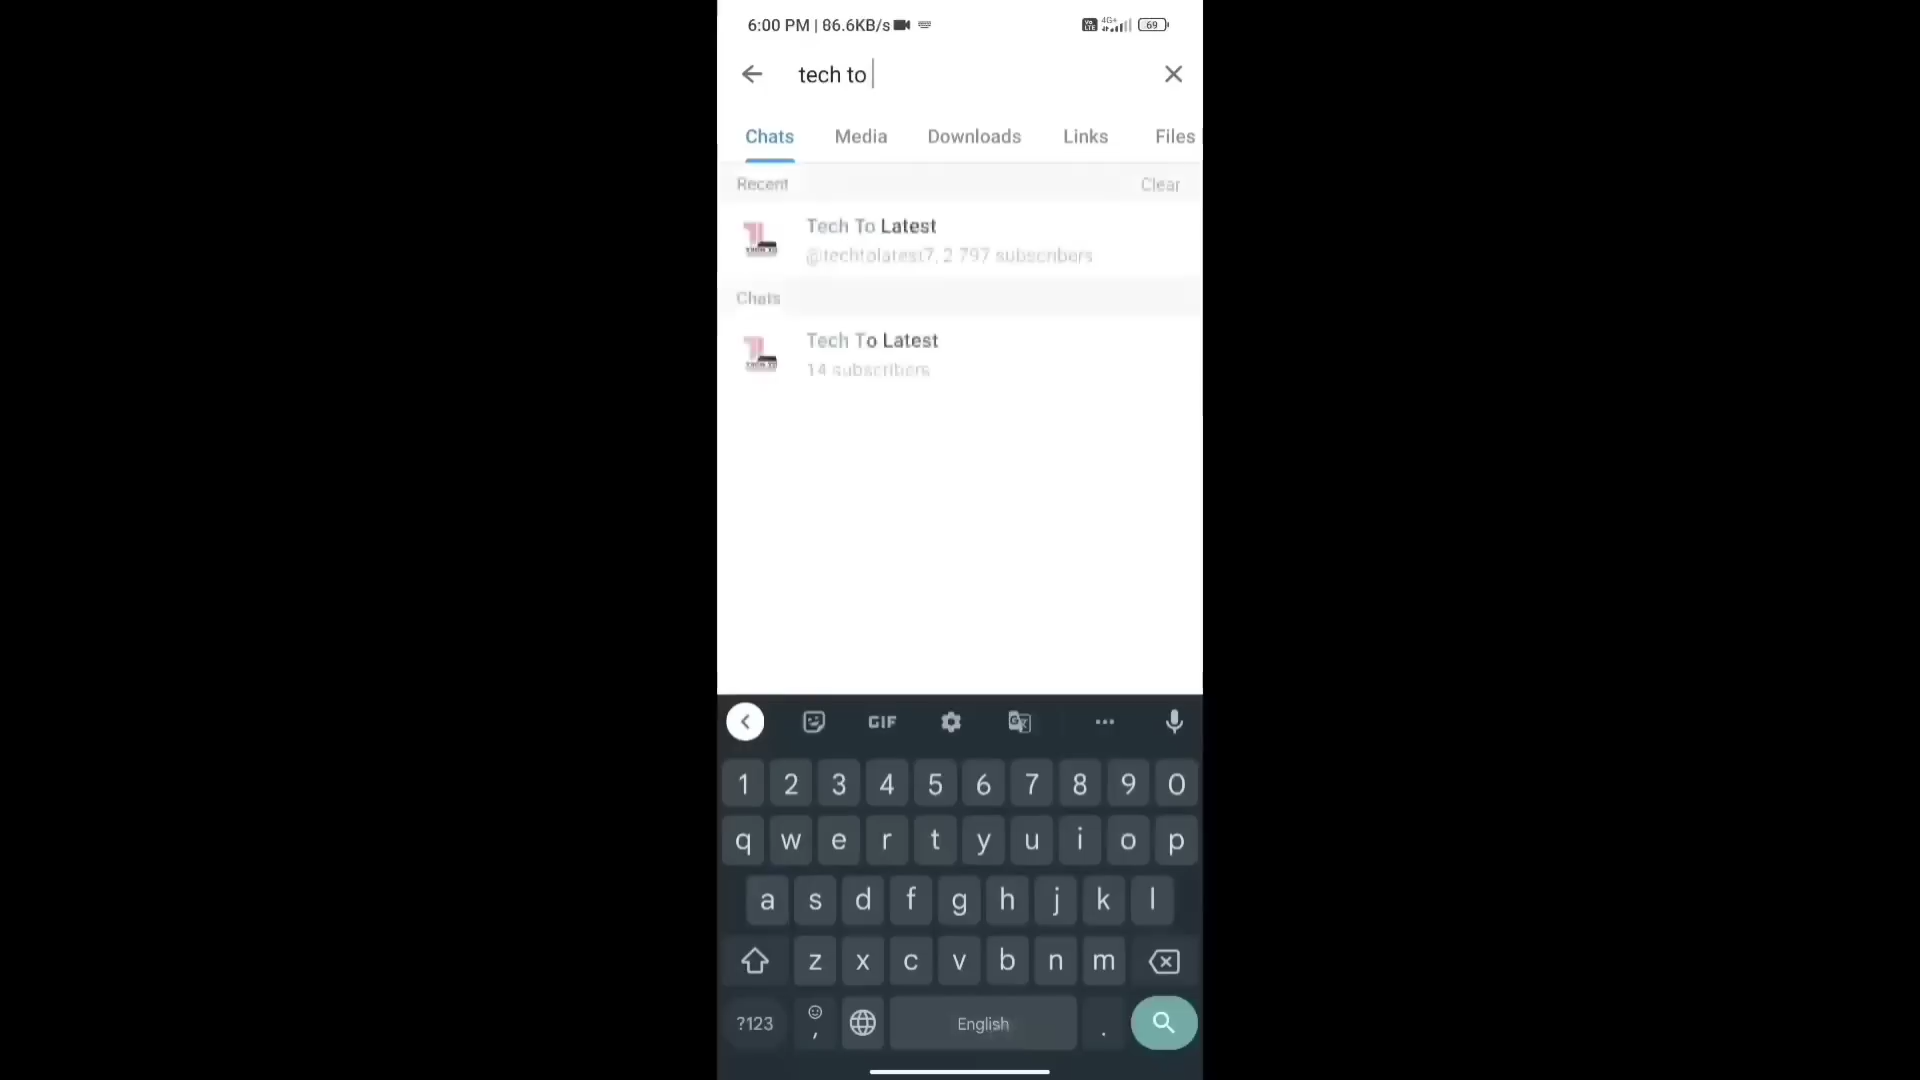 6:00 PM | 86.6KB/s
4G+
69
tech to
Chats Media Downloads Links Files
Recent Clear
Tech To Latest
@techtolatest7, 2 797 subscribers
Chats
Tech To Latest
14 subscribers
GIF
1 2 3 4 5 6 7 8 9 0
q w e r t y u i o p
a s d f g h j k l
z x c v b n m
?123 , English .